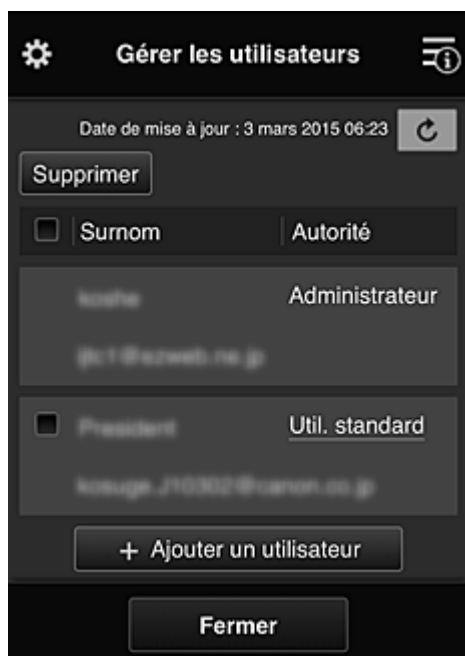 Gérer les utilisateurs
Date de mise à jour : 3 mars 2015 06:23
Supprimer
Surnom Autorité
Administrateur
Util. standard
+ Ajouter un utilisateur
Fermer